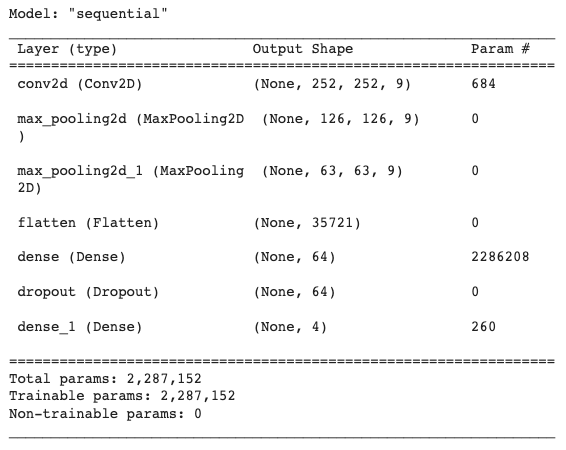 Model: "sequential"
Layer (type) Output Shape Param #
conv2d (Conv2D) (None, 252, 252, 9) 684
max_pooling2d (MaxPooling2D (None, 126, 126, 9) 0
)
max_pooling2d_1 (MaxPooling (None, 63, 63, 9) 0
2D)
flatten (Flatten) (None, 35721) 0
dense (Dense) (None, 64) 2286208
dropout (Dropout) (None, 64) 0
dense_1 (Dense) (None, 4) 260
Total params: 2,287,152
Trainable params: 2,287,152
Non-trainable params: 0